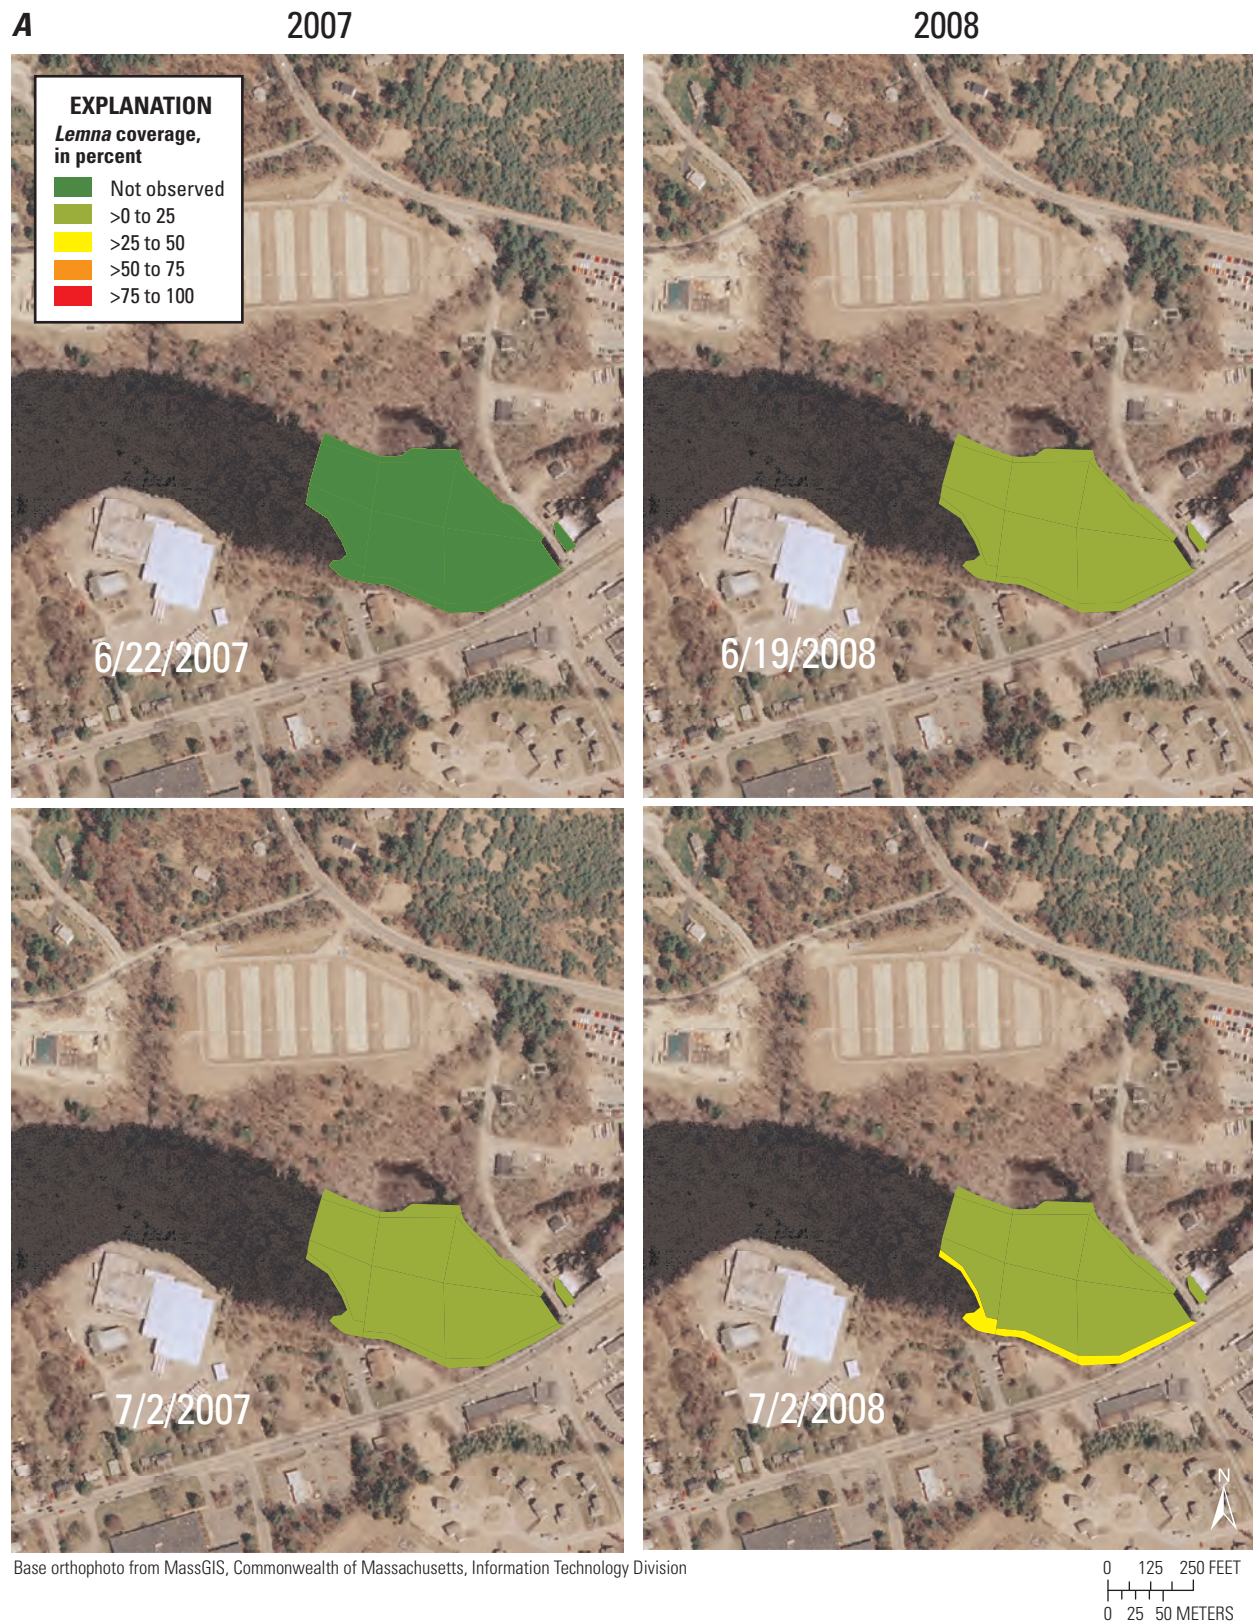 A
2007
2008
EXPLANATION
Lemna coverage,
in percent
Not observed
>0 to 25
>25 to 50
>50 to 75
>75 to 100
6/22/2007
6/19/2008
7/2/2007
7/2/2008
N
Base orthophoto from MassGIS, Commonwealth of Massachusetts, Information Technology Division
0 125 250 FEET
0 25 50 METERS